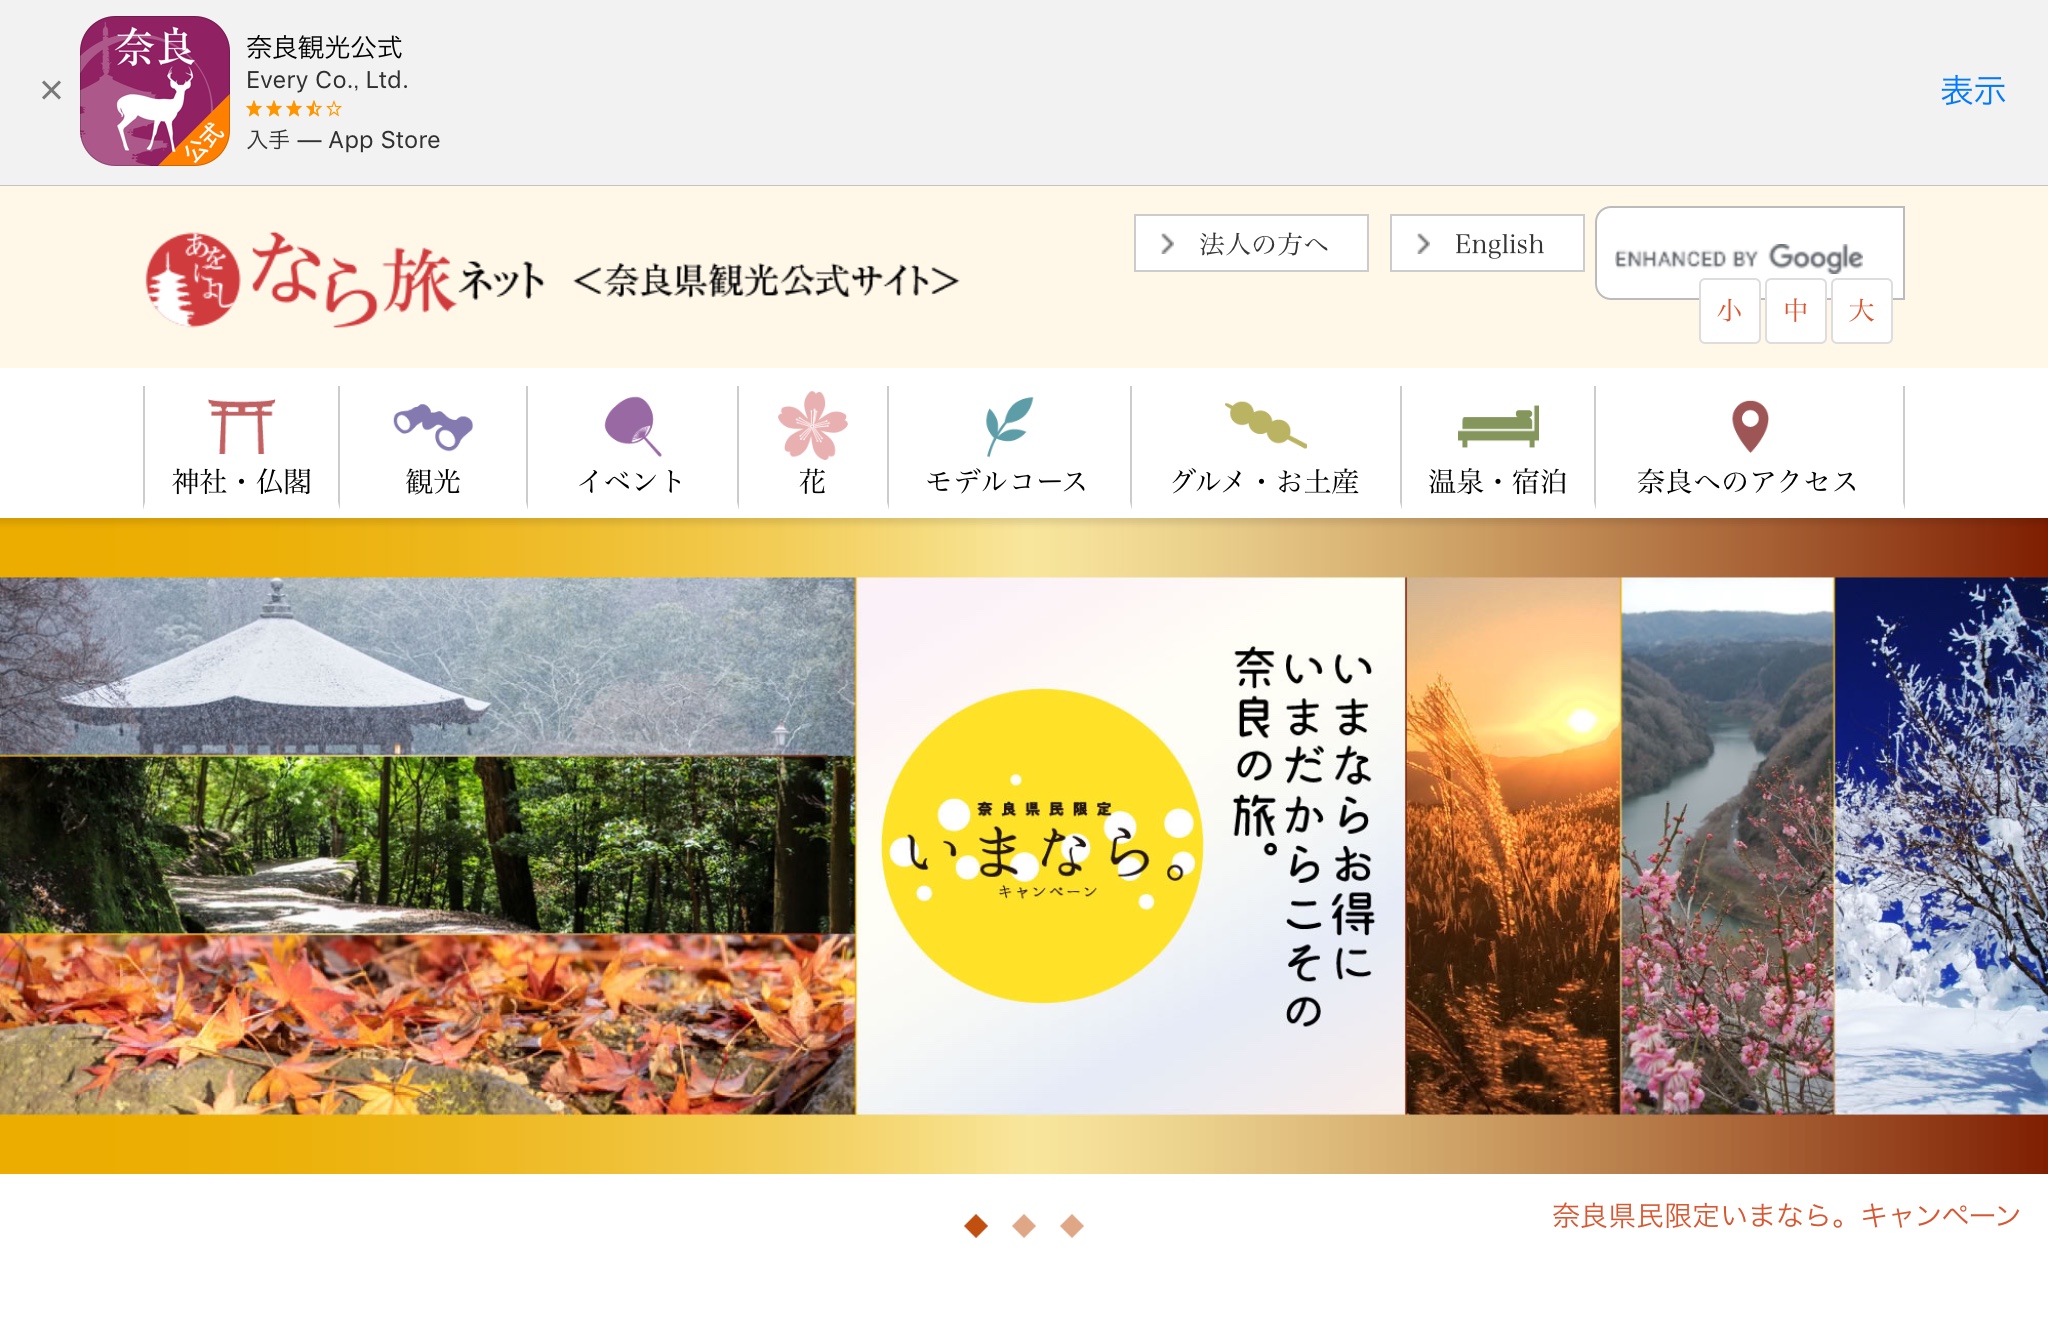 奈良
公式
奈良観光公式
Every Co., Ltd.
入手 — App Store
表示
あをによし
なら旅ネット <奈良県観光公式サイト>
法人の方へ
English
ENHANCED BY Google
小 中 大
神社・仏閣
観光
イベント
花
モデルコース
グルメ・お土産
温泉・宿泊
奈良へのアクセス
奈良県民限定
いまなら。
キャンペーン
いまならお得に
いまだからこその
奈良の旅。
奈良県民限定いまなら。キャンペーン